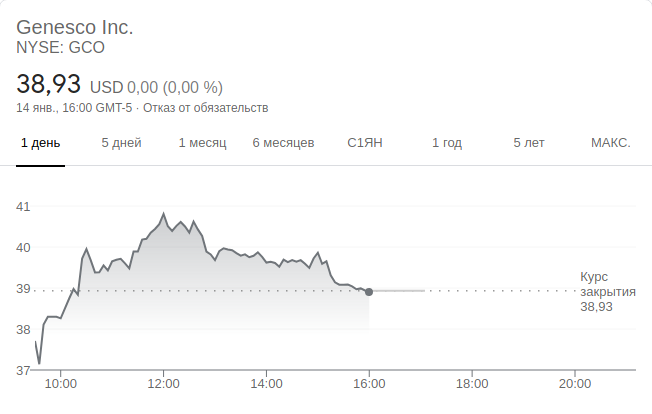 Genesco Inc.
NYSE: GCO
38,93 USD 0,00 (0,00 %)
14 янв., 16:00 GMT-5 · Отказ от обязательств
1 день 5 дней 1 месяц 6 месяцев С1ЯН 1 год 5 лет МАКС.
41
40
39
38
37
Курс
закрытия
38,93
10:00 12:00 14:00 16:00 18:00 20:00